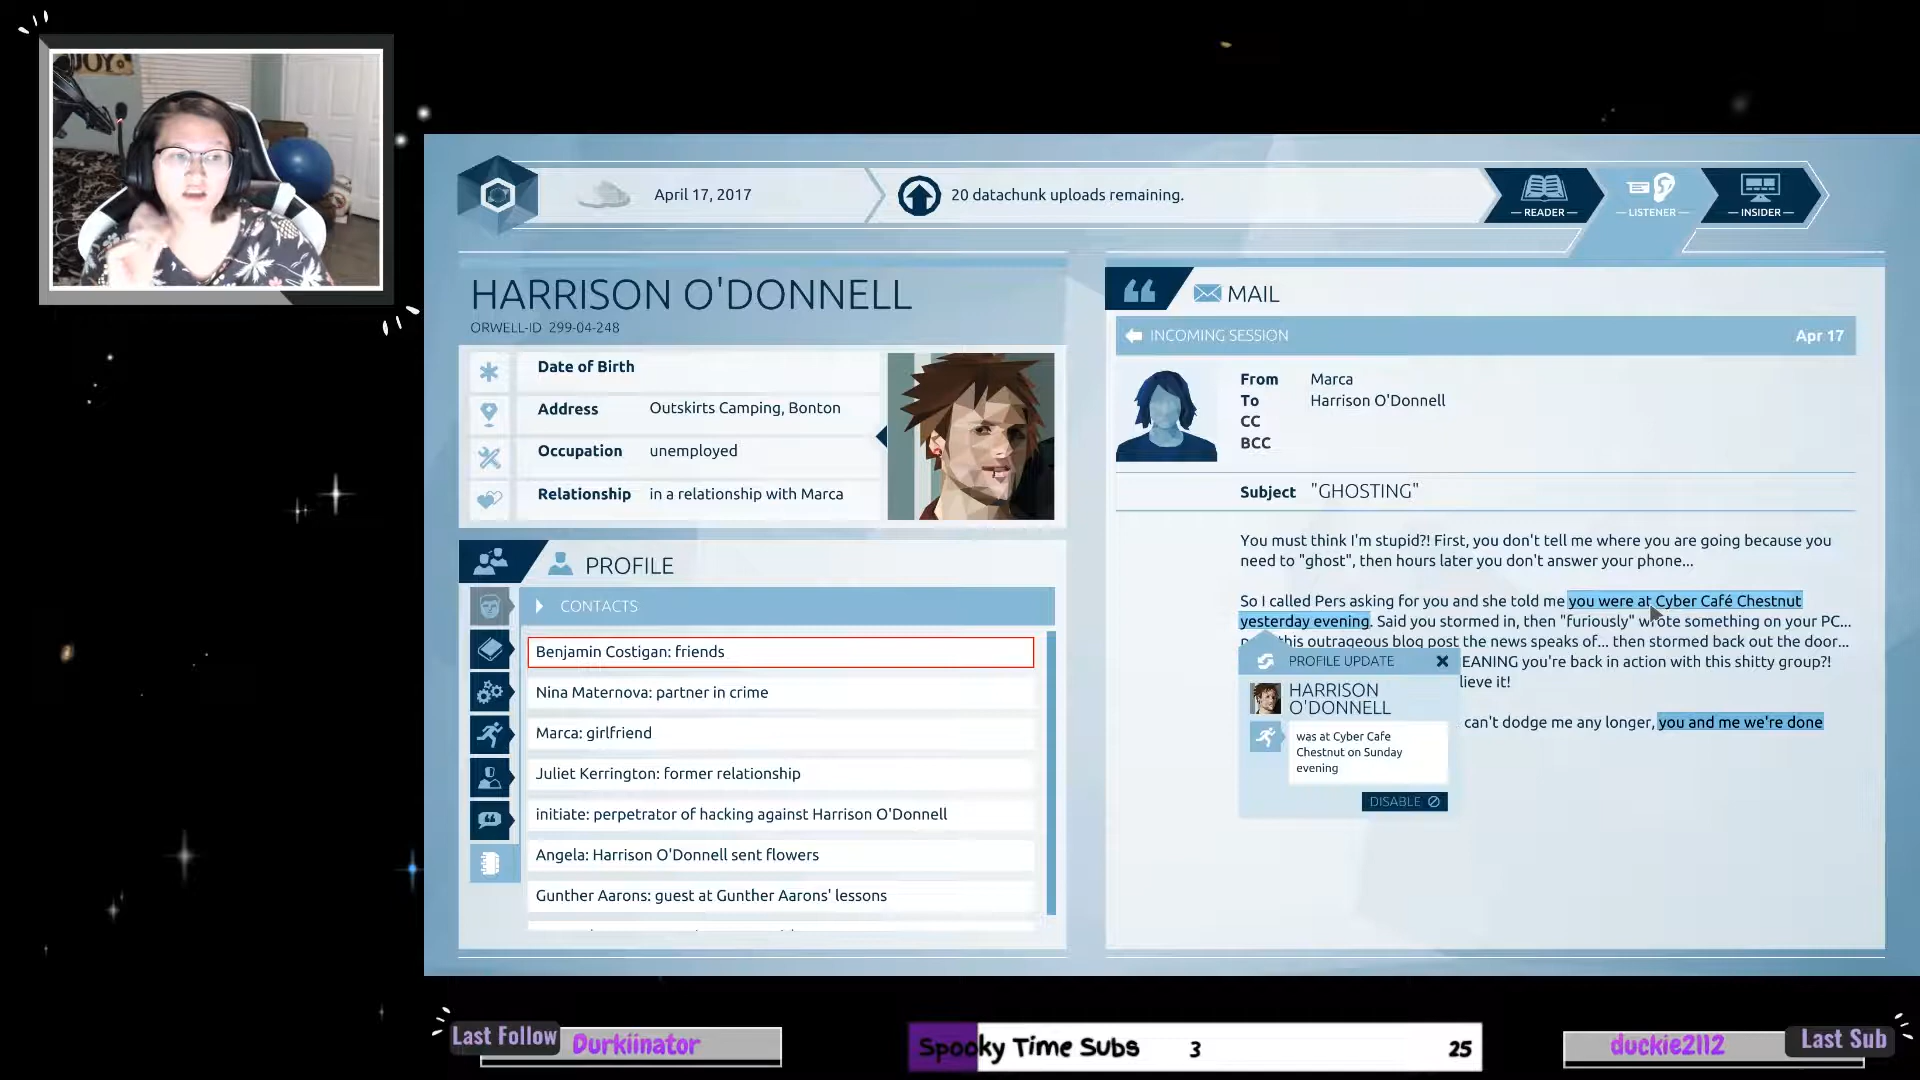 JOY
April 17, 2017
20 datachunk uploads remaining.
READER
LISTENER
INSIDER
HARRISON O'DONNELL
ORWELL-ID 299-04-248
Date of Birth
Address Outskirts Camping, Bonton
Occupation unemployed
Relationship in a relationship with Marca
PROFILE
CONTACTS
Benjamin Costigan: friends
Nina Maternova: partner in crime
Marca: girlfriend
Juliet Kerrington: former relationship
initiate: perpetrator of hacking against Harrison O'Donnell
Angela: Harrison O'Donnell sent flowers
Gunther Aarons: guest at Gunther Aarons' lessons
MAIL
INCOMING SESSION Apr 17
From Marca
To Harrison O'Donnell
CC
BCC
Subject "GHOSTING"
You must think I'm stupid?! First, you don't tell me where you are going because you
need to "ghost", then hours later you don't answer your phone...
So I called Pers asking for you and she told me you were at Cyber Café Chestnut
yesterday evening. Said you stormed in, then "furiously" wrote something on your PC...
this outrageous blog post the news speaks of... then stormed back out the door...
EANING you're back in action with this shitty group?!
lieve it!
can't dodge me any longer, you and me we're done
PROFILE UPDATE
HARRISON
O'DONNELL
was at Cyber Cafe
Chestnut on Sunday
evening
DISABLE
Last Follow Durkiinator
Spooky Time Subs 3 25
duckie2112 Last Sub